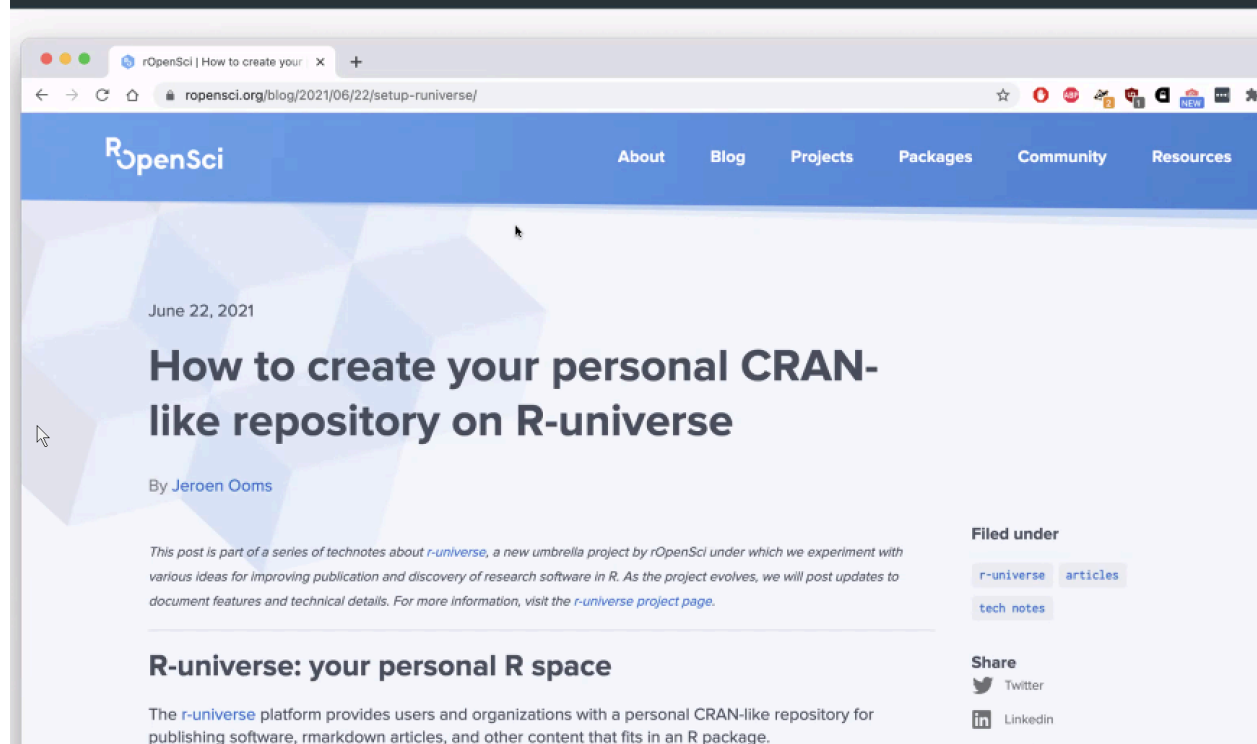 rOpenSci | How to create your
ropensci.org/blog/2021/06/22/setup-runiverse/
ABP
2
1
NEW
ROpenSci
About Blog Projects Packages Community Resources
June 22, 2021
How to create your personal CRAN-
like repository on R-universe
By Jeroen Ooms
This post is part of a series of technotes about r-universe, a new umbrella project by rOpenSci under which we experiment with
various ideas for improving publication and discovery of research software in R. As the project evolves, we will post updates to
document features and technical details. For more information, visit the r-universe project page.
Filed under
r-universe articles
tech notes
R-universe: your personal R space
The r-universe platform provides users and organizations with a personal CRAN-like repository for
publishing software, rmarkdown articles, and other content that fits in an R package.
Share
Twitter
in Linkedin